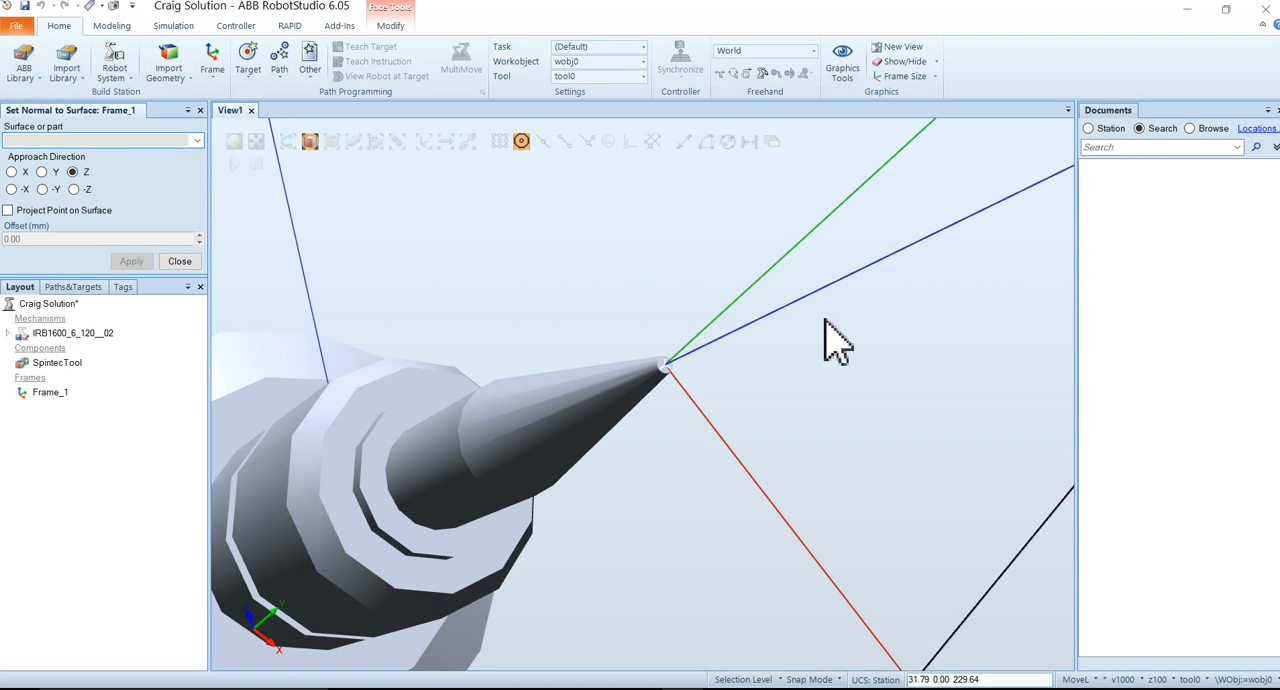 Craig Solution - ABB RobotStudio 6.05
Face Tools
File Home Modeling Simulation Controller RAPID Add-Ins Modify
ABB Library
Import Library
Robot System
Import Geometry
Frame
Build Station
Target
Path
Other
Teach Target
Teach Instruction
View Robot at Target
MultiMove
Path Programming
Task (Default)
Workobject wobj0
Tool tool0
Settings
Synchronize
Controller
World
Freehand
Graphics Tools
New View
Show/Hide
Frame Size
Graphics
Set Normal to Surface: Frame_1
Surface or part
Approach Direction
X Y Z
-X -Y -Z
Project Point on Surface
Offset (mm)
0.00
Apply Close
Layout Paths&Targets Tags
Craig Solution*
Mechanisms
IRB1600_6_120__02
Components
SpintecTool
Frames
Frame_1
View1
Y
X
Documents
Station Search Browse Locations.
Search
Selection Level Snap Mode UCS: Station 31.79 0.00 229.64 MoveL * v1000 z100 tool0 \WObj:=wobj0